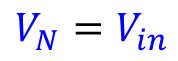 V_N = V_in